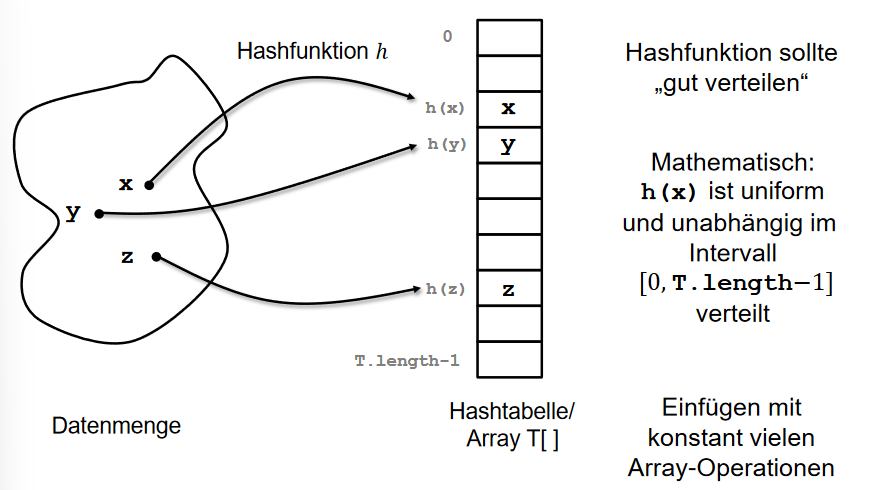 Hashfunktion h
x
y
z
0
h(x)
h(y)
h(z)
T.length-1
x
y
z
Datenmenge
Hashtabelle/
Array T[ ]
Hashfunktion sollte
„gut verteilen“
Mathematisch:
h(x) ist uniform
und unabhängig im
Intervall
[0, T.length−1]
verteilt
Einfügen mit
konstant vielen
Array-Operationen